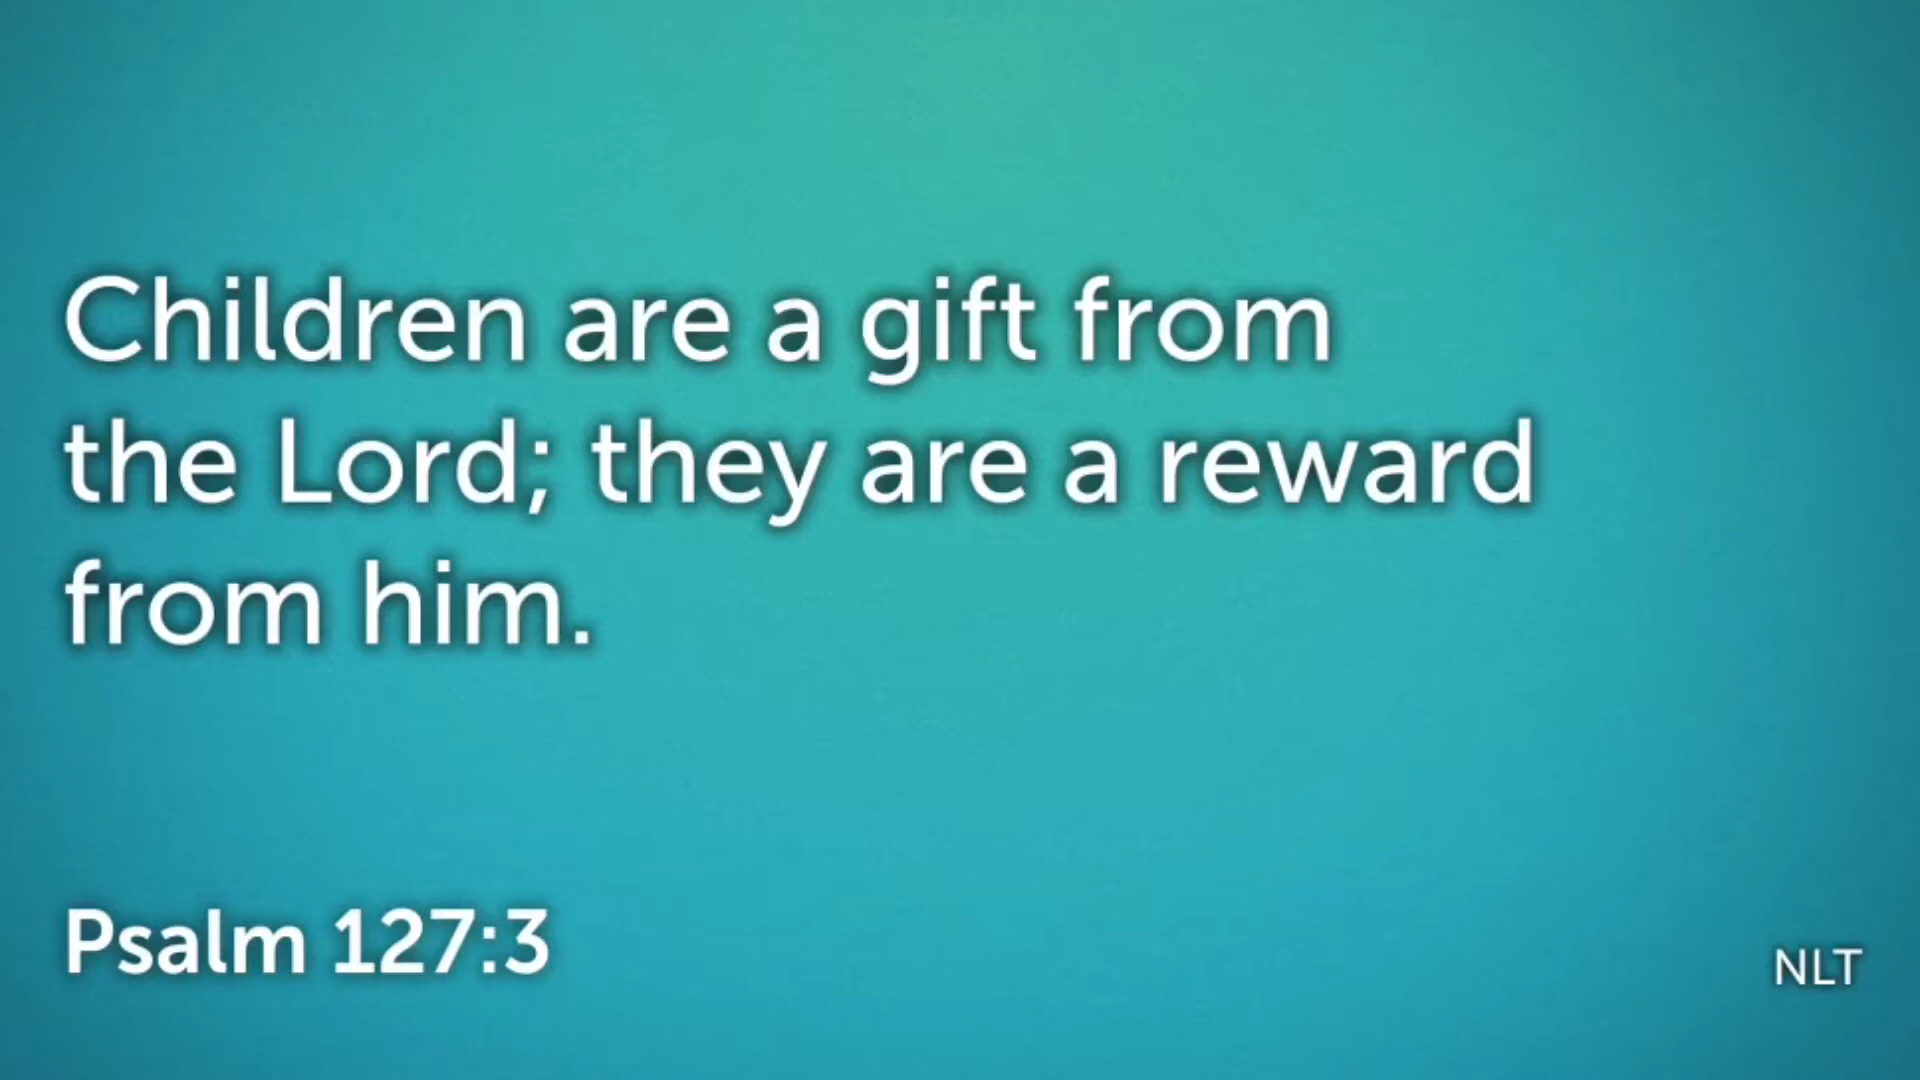 Children are a gift from
the Lord; they are a reward
from him.
Psalm 127:3
NLT